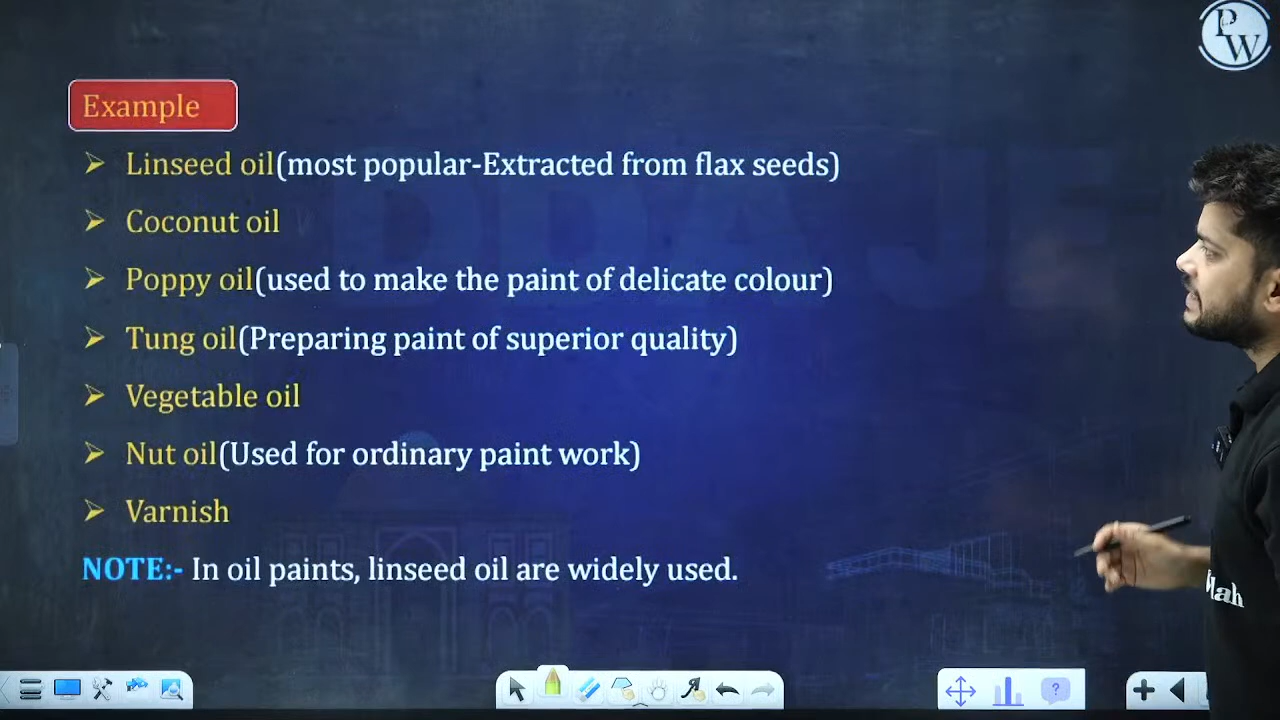 PW
Example
➢ Linseed oil(most popular-Extracted from flax seeds)
➢ Coconut oil
➢ Poppy oil(used to make the paint of delicate colour)
➢ Tung oil(Preparing paint of superior quality)
➢ Vegetable oil
➢ Nut oil(Used for ordinary paint work)
➢ Varnish
NOTE:- In oil paints, linseed oil are widely used.
lah